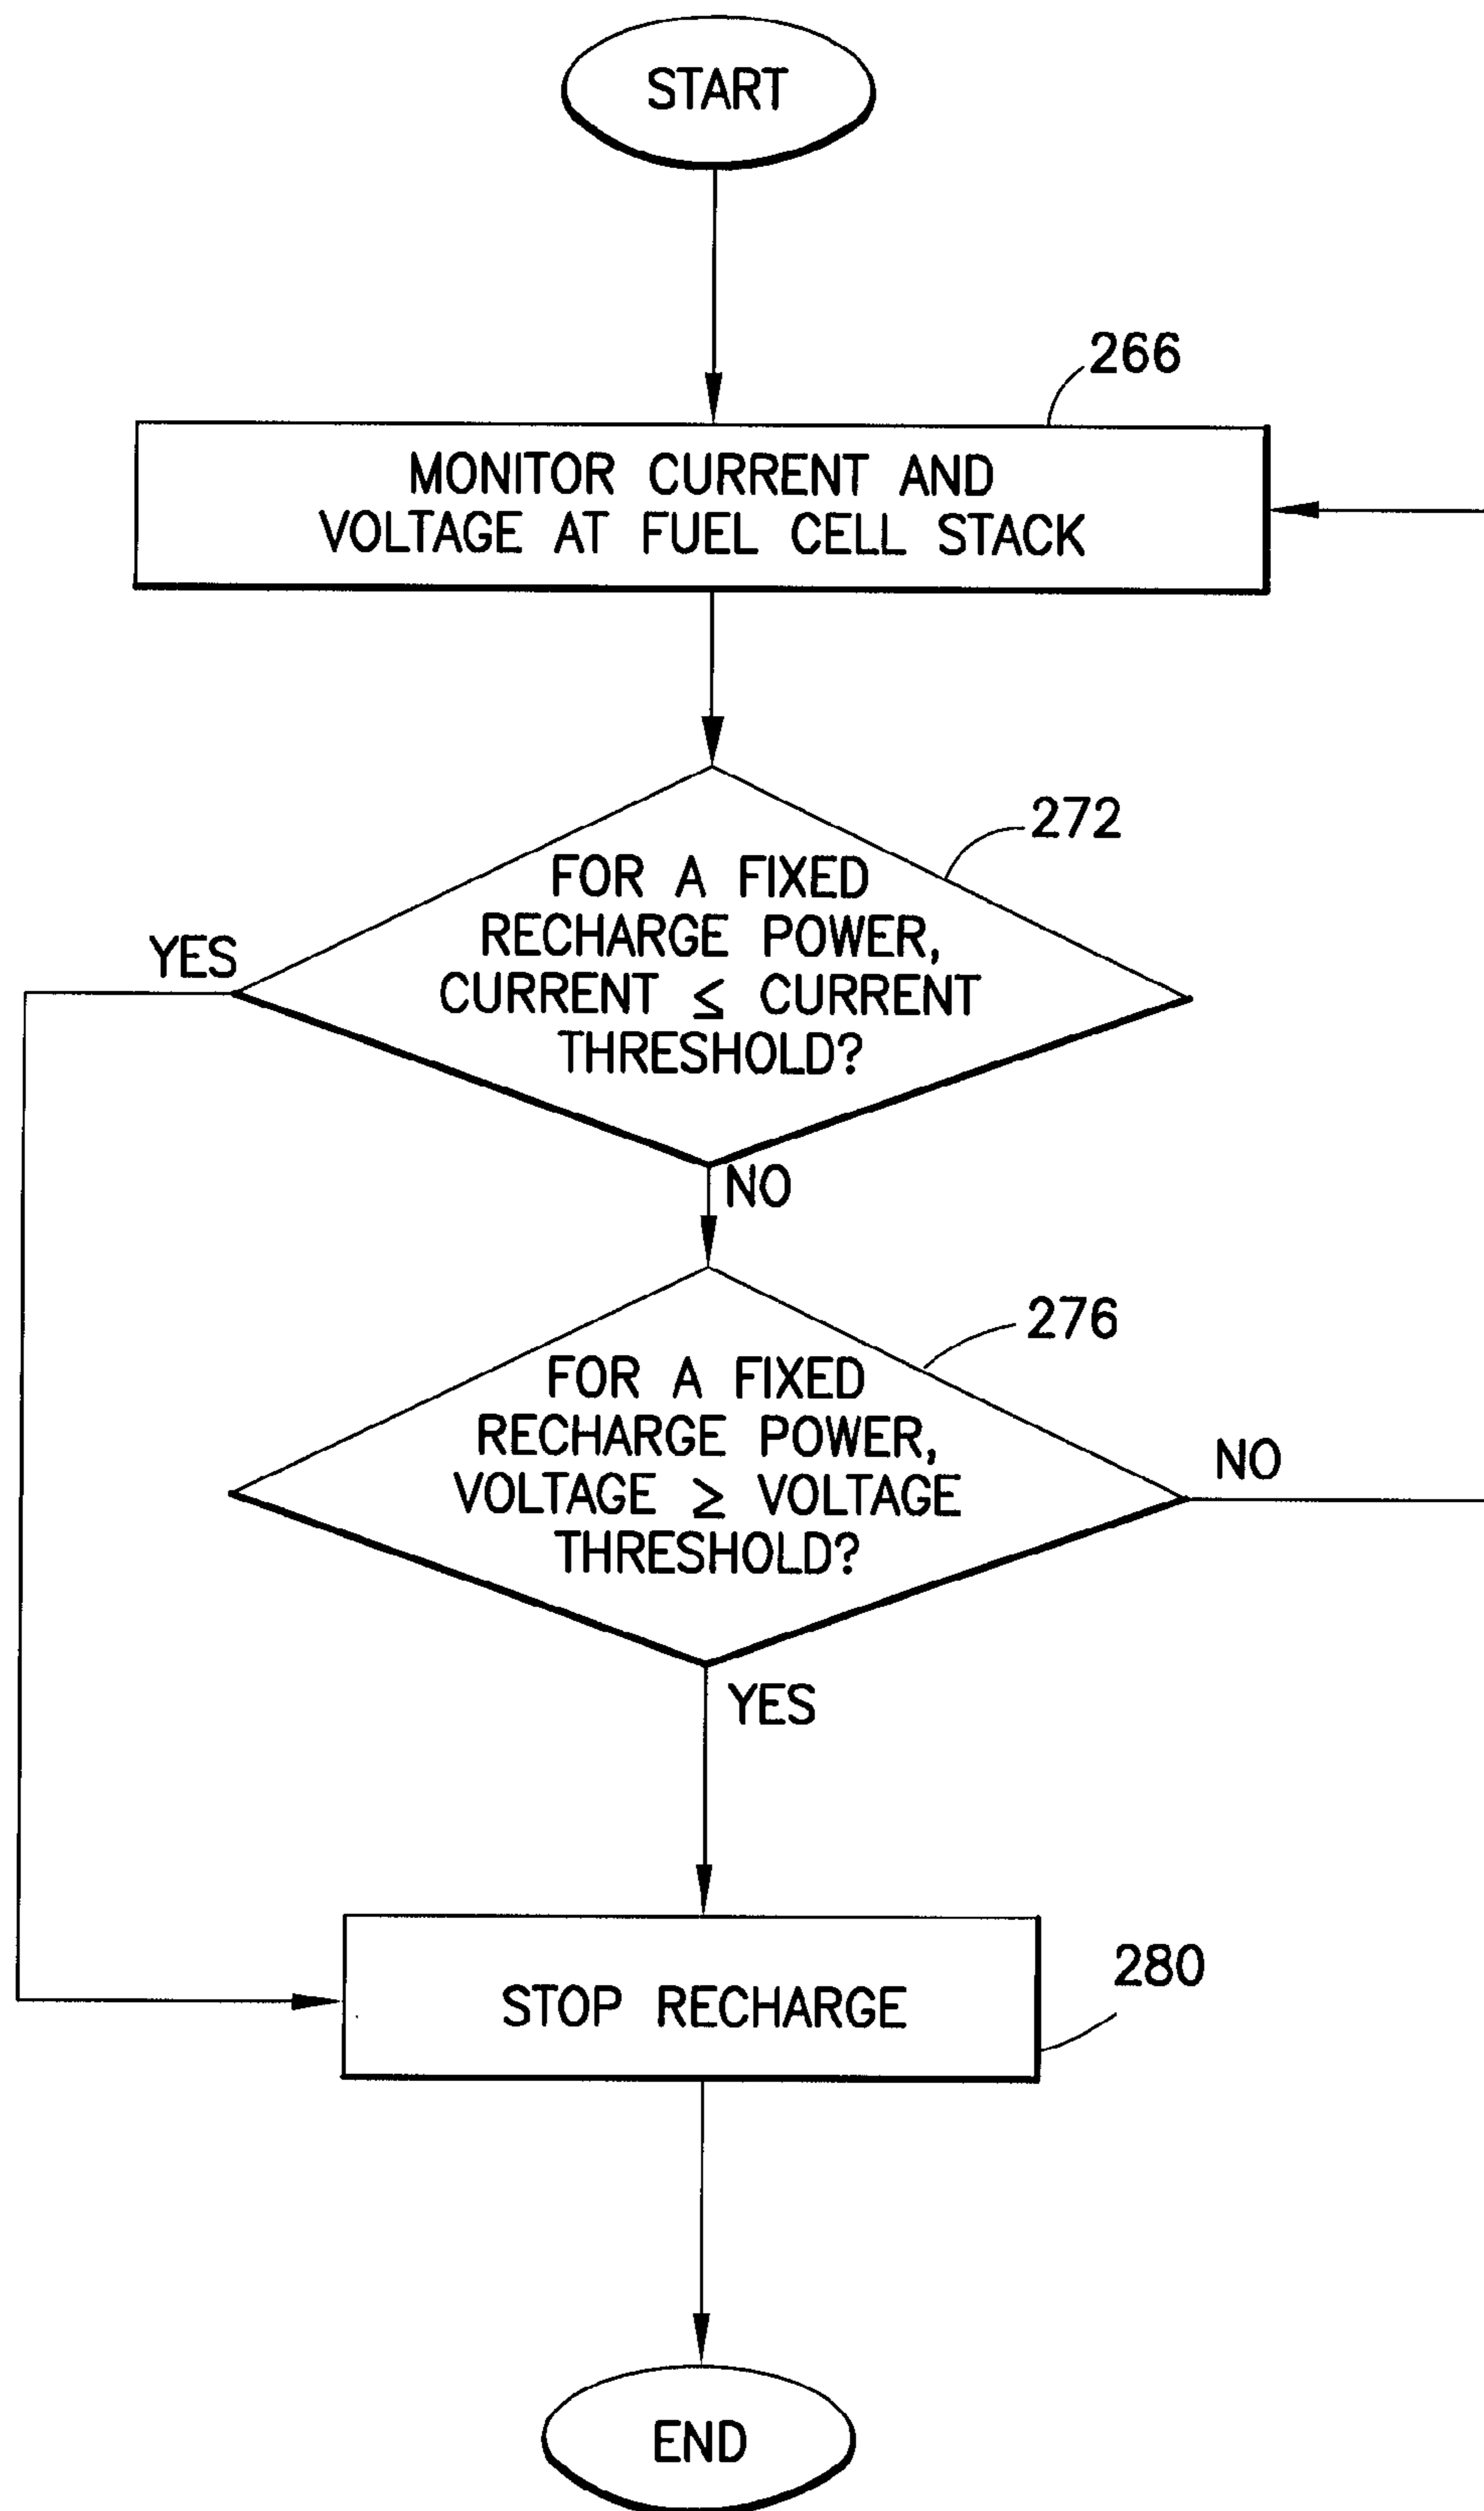 START
266
MONITOR CURRENT AND
VOLTAGE AT FUEL CELL STACK
272
FOR A FIXED
RECHARGE POWER,
CURRENT ≤ CURRENT
THRESHOLD?
YES
NO
276
FOR A FIXED
RECHARGE POWER,
VOLTAGE ≥ VOLTAGE
THRESHOLD?
NO
YES
280
STOP RECHARGE
END